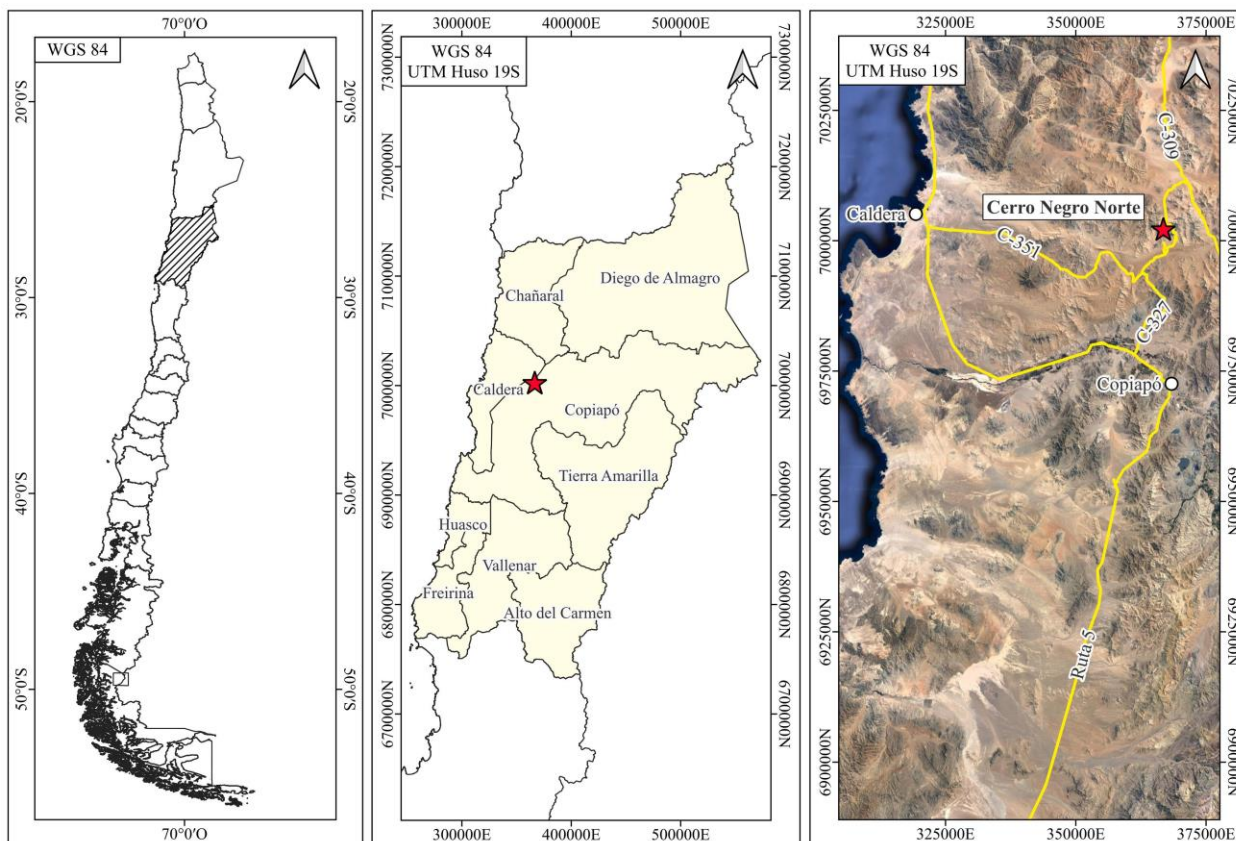 70°0'O
WGS 84
20°0'S
30°0'S
40°0'S
50°0'S
20°0'S
30°0'S
40°0'S
50°0'S
70°0'O
300000E 400000E 500000E
WGS 84
UTM Huso 19S
7300000N
7200000N
7100000N
7000000N
6900000N
6800000N
6700000N
Diego de Almagro
Chañaral
Caldera
Copiapó
Tierra Amarilla
Huasco
Vallenar
Freirina
Alto del Carmen
7300000N
7200000N
7100000N
7000000N
6900000N
6800000N
6700000N
300000E 400000E 500000E
325000E 350000E 375000E
WGS 84
UTM Huso 19S
7025000N
7000000N
6975000N
6950000N
6925000N
6900000N
C-309
Cerro Negro Norte
Caldera
C-351
C-327
Copiapó
Ruta 5
7025000N
7000000N
6975000N
6950000N
6925000N
6900000N
325000E 350000E 375000E